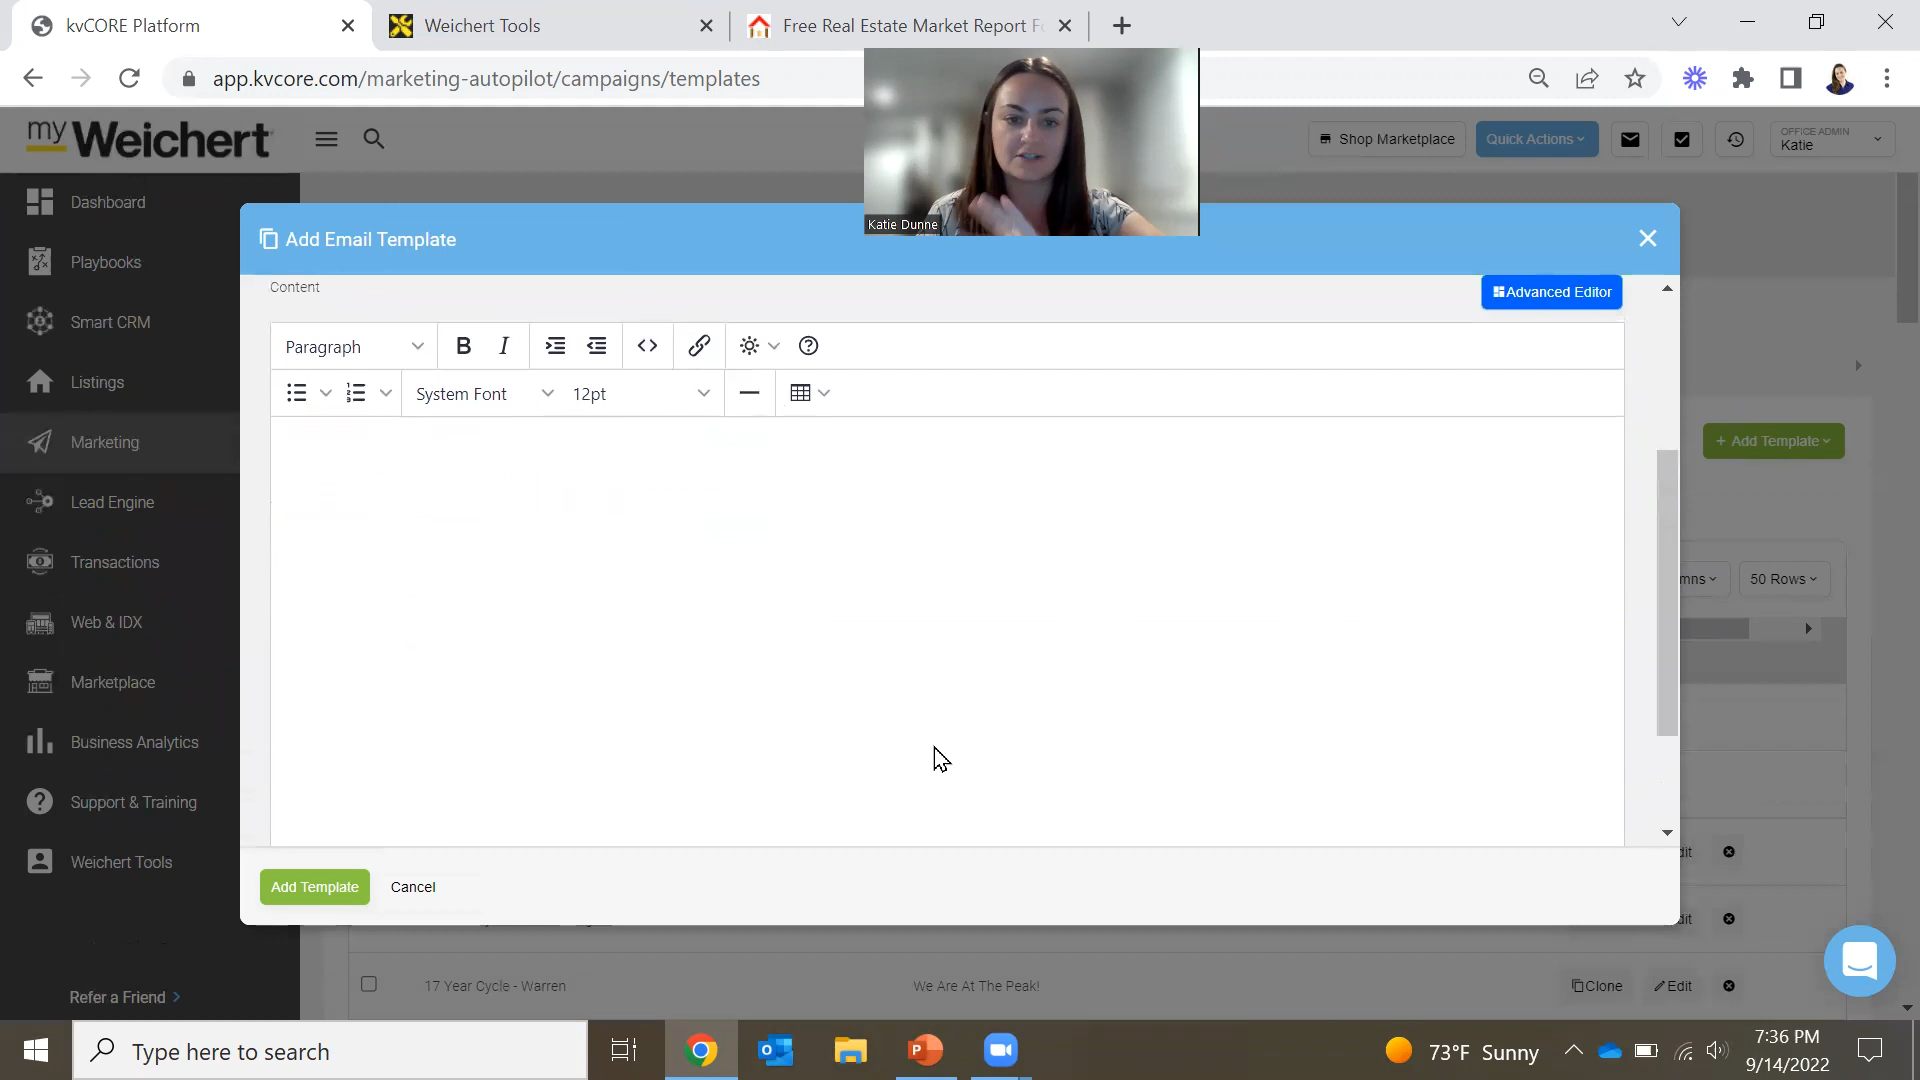 kvCORE Platform
Weichert Tools
Free Real Estate Market Report Fo
app.kvcore.com/marketing-autopilot/campaigns/templates
myWeichert
Shop Marketplace
Quick Actions
OFFICE ADMIN
Katie
Katie Dunne
Dashboard
Playbooks
Smart CRM
Listings
Marketing
Lead Engine
Transactions
Web & IDX
Marketplace
Business Analytics
Support & Training
Weichert Tools
Refer a Friend
Add Email Template
Content
Advanced Editor
Paragraph
B I
System Font
12pt
Add Template
Cancel
+ Add Template
mns
50 Rows
dit
dit
17 Year Cycle - Warren
We Are At The Peak!
Clone
Edit
Type here to search
73°F Sunny
7:36 PM
9/14/2022